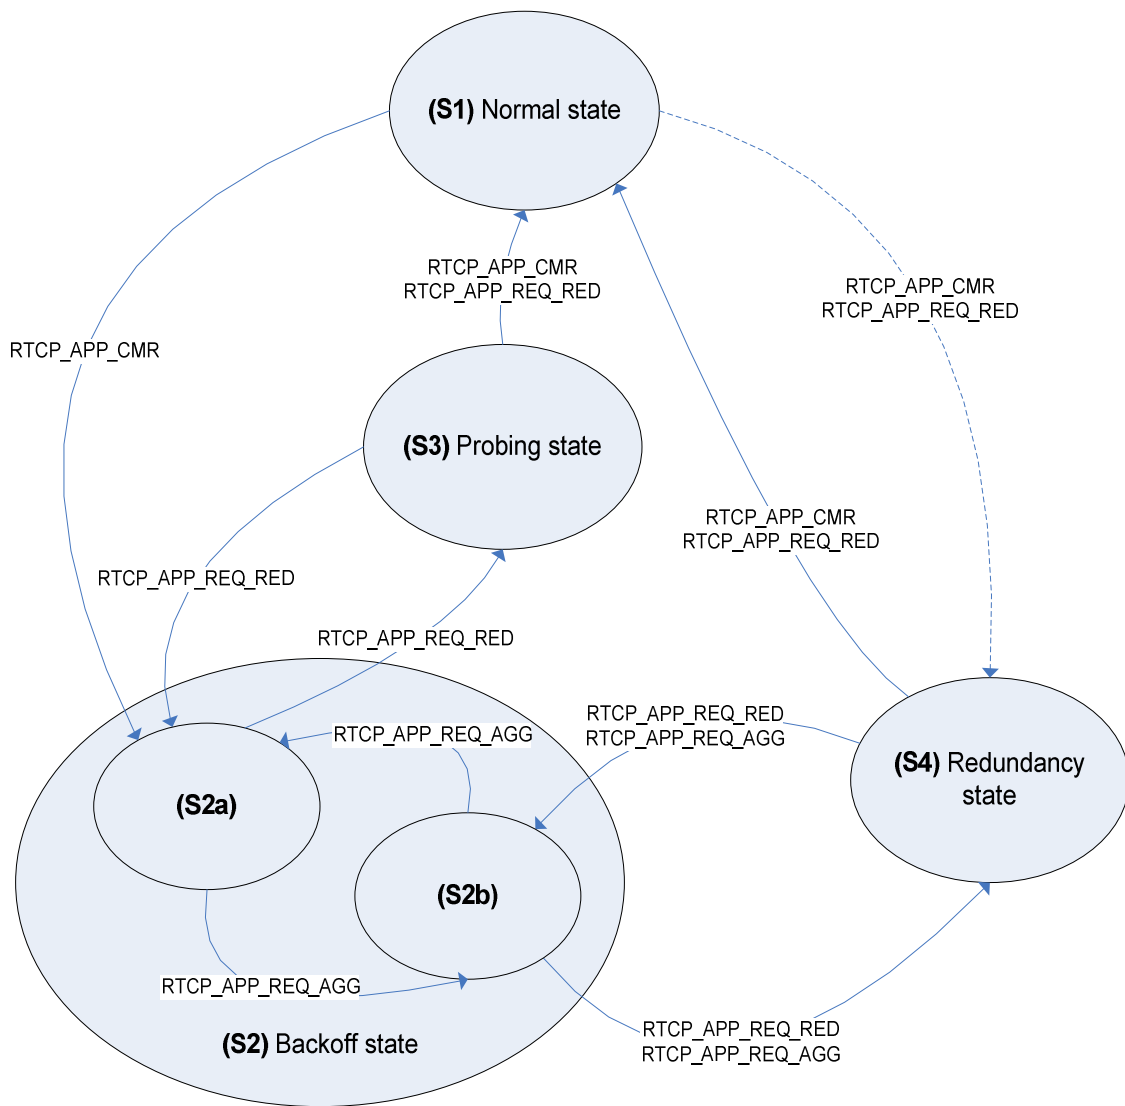 (S1) Normal state
RTCP_APP_CMR
RTCP_APP_REQ_RED
RTCP_APP_CMR
RTCP_APP_REQ_RED
RTCP_APP_CMR
(S3) Probing state
RTCP_APP_CMR
RTCP_APP_REQ_RED
RTCP_APP_REQ_RED
RTCP_APP_REQ_RED
RTCP_APP_REQ_RED
RTCP_APP_REQ_AGG
RTCP_APP_REQ_AGG
(S4) Redundancy
state
(S2a)
(S2b)
RTCP_APP_REQ_AGG
(S2) Backoff state
RTCP_APP_REQ_RED
RTCP_APP_REQ_AGG